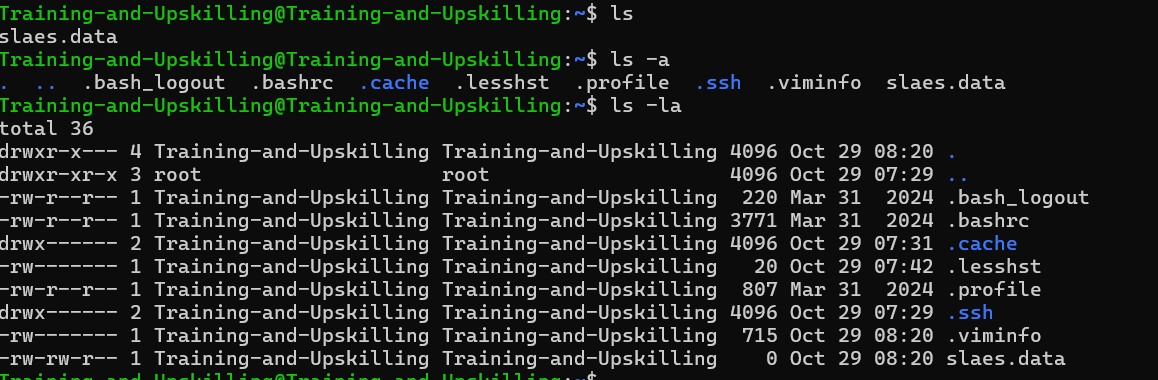 Training-and-Upskilling@Training-and-Upskilling:~$ ls
slaes.data
Training-and-Upskilling@Training-and-Upskilling:~$ ls -a
.  ..  .bash_logout  .bashrc  .cache  .lesshst  .profile  .ssh  .viminfo  slaes.data
Training-and-Upskilling@Training-and-Upskilling:~$ ls -la
total 36
drwxr-x--- 4 Training-and-Upskilling Training-and-Upskilling 4096 Oct 29 08:20 .
drwxr-xr-x 3 root                    root                    4096 Oct 29 07:29 ..
-rw-r--r-- 1 Training-and-Upskilling Training-and-Upskilling  220 Mar 31  2024 .bash_logout
-rw-r--r-- 1 Training-and-Upskilling Training-and-Upskilling 3771 Mar 31  2024 .bashrc
drwx------ 2 Training-and-Upskilling Training-and-Upskilling 4096 Oct 29 07:31 .cache
-rw------- 1 Training-and-Upskilling Training-and-Upskilling   20 Oct 29 07:42 .lesshst
-rw-r--r-- 1 Training-and-Upskilling Training-and-Upskilling  807 Mar 31  2024 .profile
drwx------ 2 Training-and-Upskilling Training-and-Upskilling 4096 Oct 29 07:29 .ssh
-rw------- 1 Training-and-Upskilling Training-and-Upskilling  715 Oct 29 08:20 .viminfo
-rw-rw-r-- 1 Training-and-Upskilling Training-and-Upskilling    0 Oct 29 08:20 slaes.data
Training-and-Upskilling@Training-and-Upskilling:~$